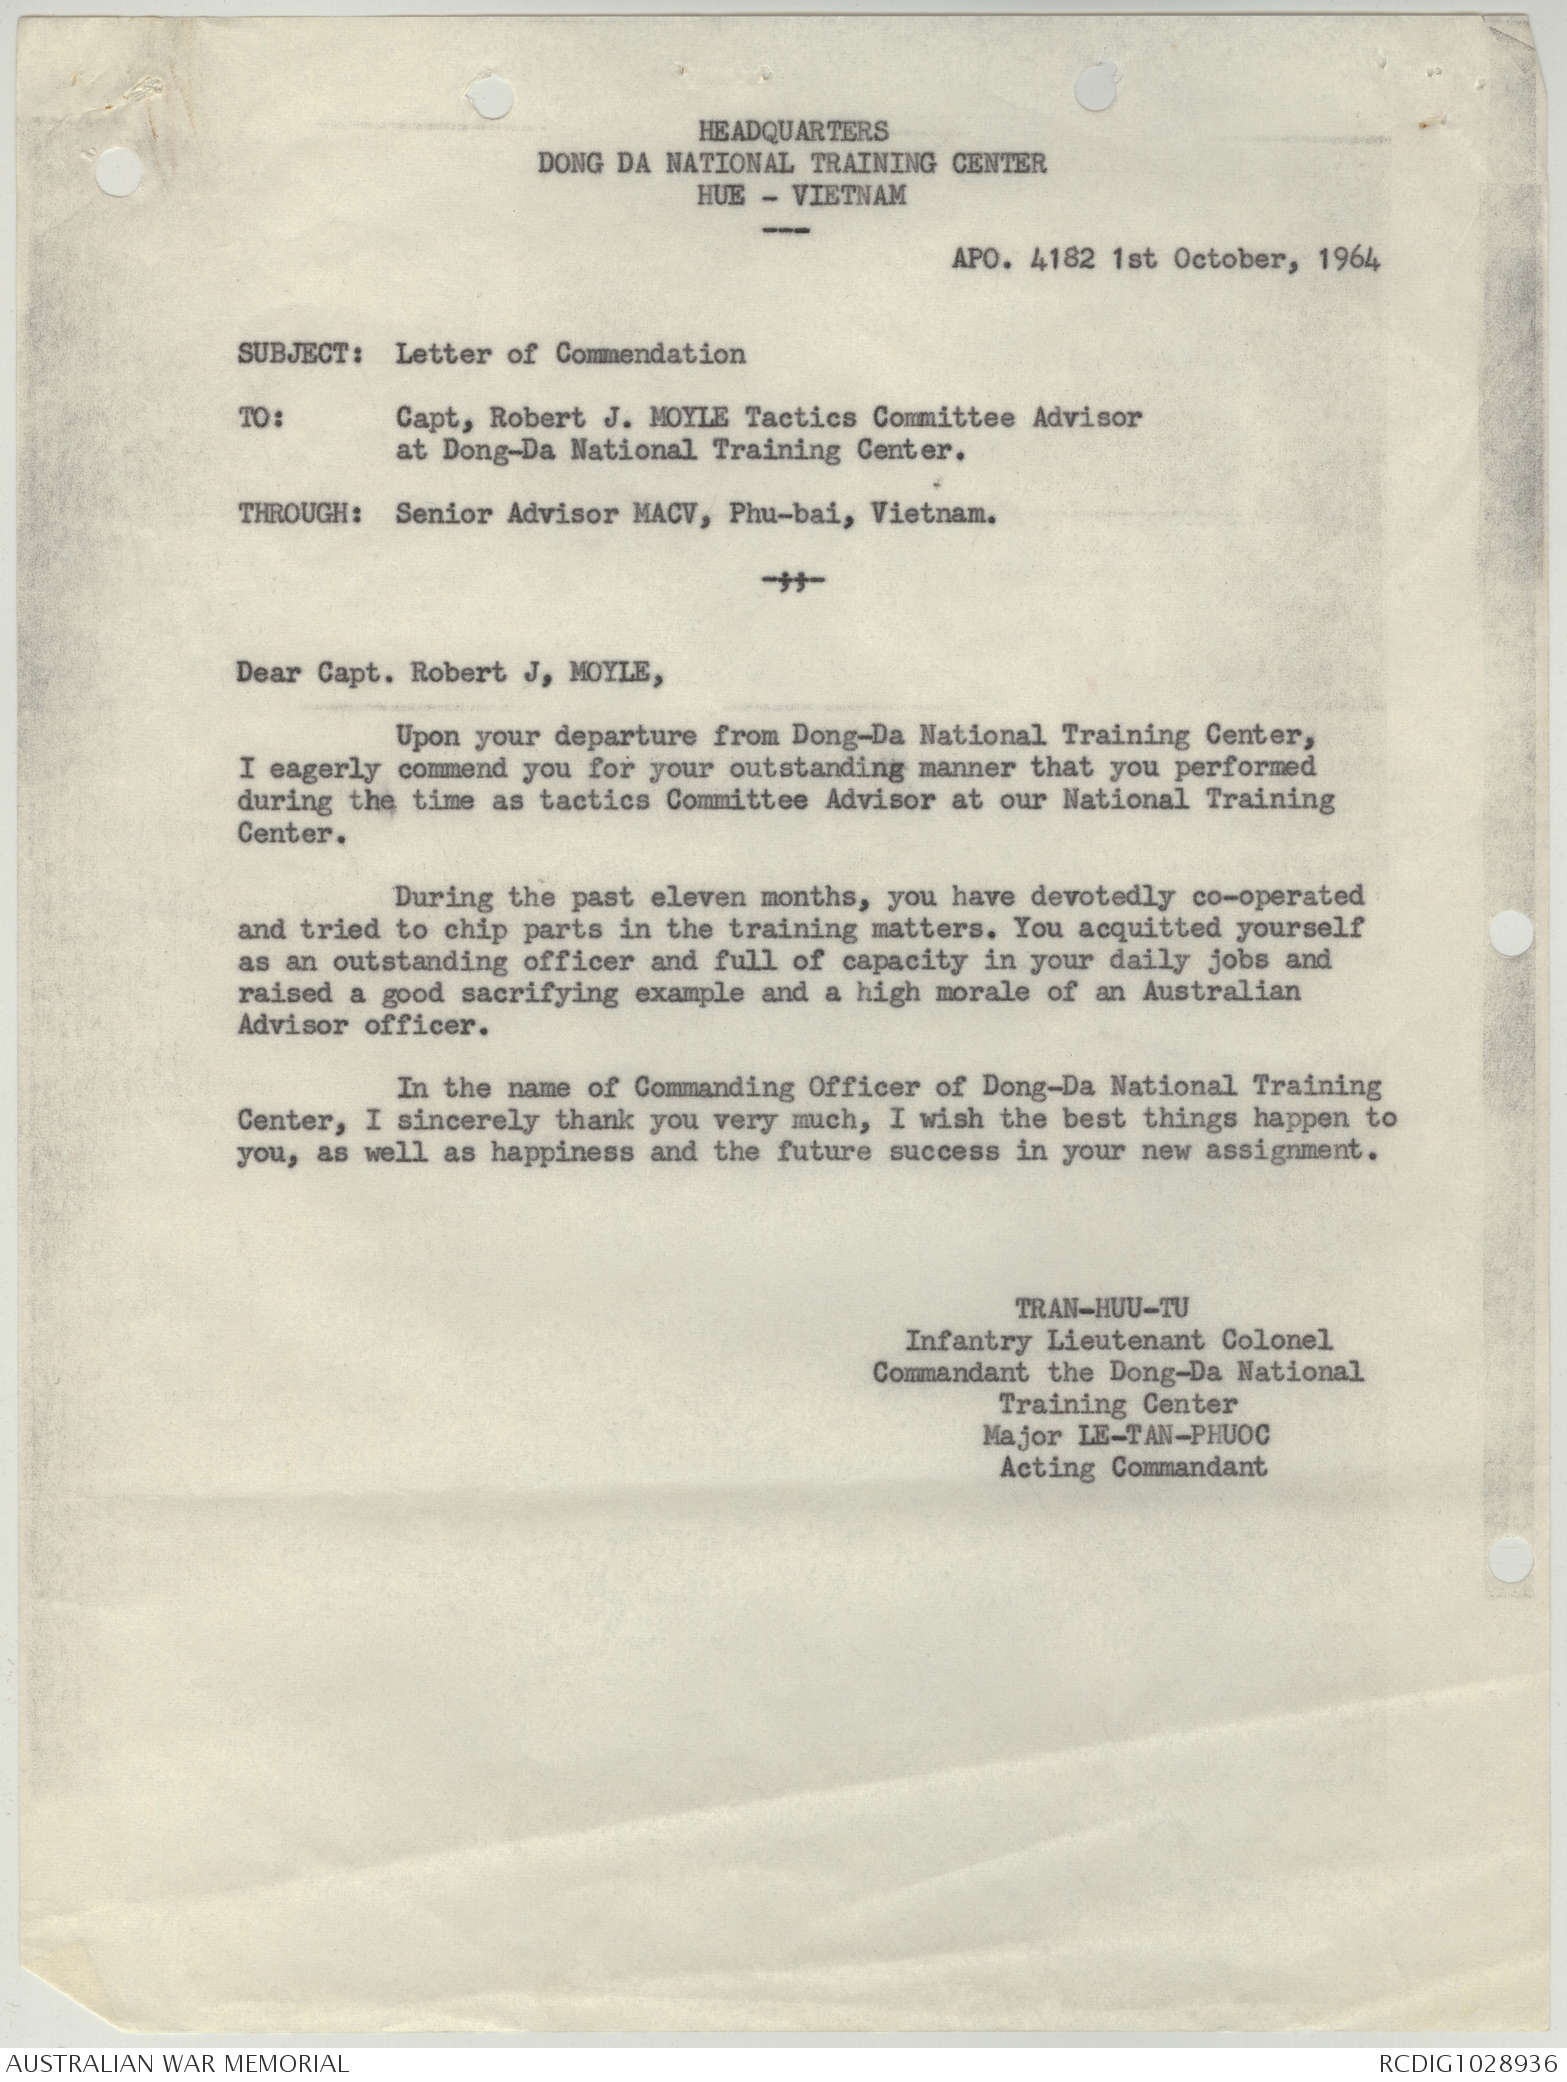 HEADQUARTERS
DONG DA NATIONAL TRAINING CENTER
HUE - VIETNAM
---
APO. 4182 1st October, 1964
SUBJECT: Letter of Commendation
TO: Capt, Robert J. MOYLE Tactics Committee Advisor
at Dong-Da National Training Center.
THROUGH: Senior Advisor MACV, Phu-bai, Vietnam.
-;;-
Dear Capt. Robert J, MOYLE,
Upon your departure from Dong-Da National Training Center,
I eagerly commend you for your outstanding manner that you performed
during the time as tactics Committee Advisor at our National Training
Center.
During the past eleven months, you have devotedly co-operated
and tried to chip parts in the training matters. You acquitted yourself
as an outstanding officer and full of capacity in your daily jobs and
raised a good sacrifying example and a high morale of an Australian
Advisor officer.
In the name of Commanding Officer of Dong-Da National Training
Center, I sincerely thank you very much, I wish the best things happen to
you, as well as happiness and the future success in your new assignment.
TRAN-HUU-TU
Infantry Lieutenant Colonel
Commandant the Dong-Da National
Training Center
Major LE-TAN-PHUOC
Acting Commandant
AUSTRALIAN WAR MEMORIAL
RCDIG1028936